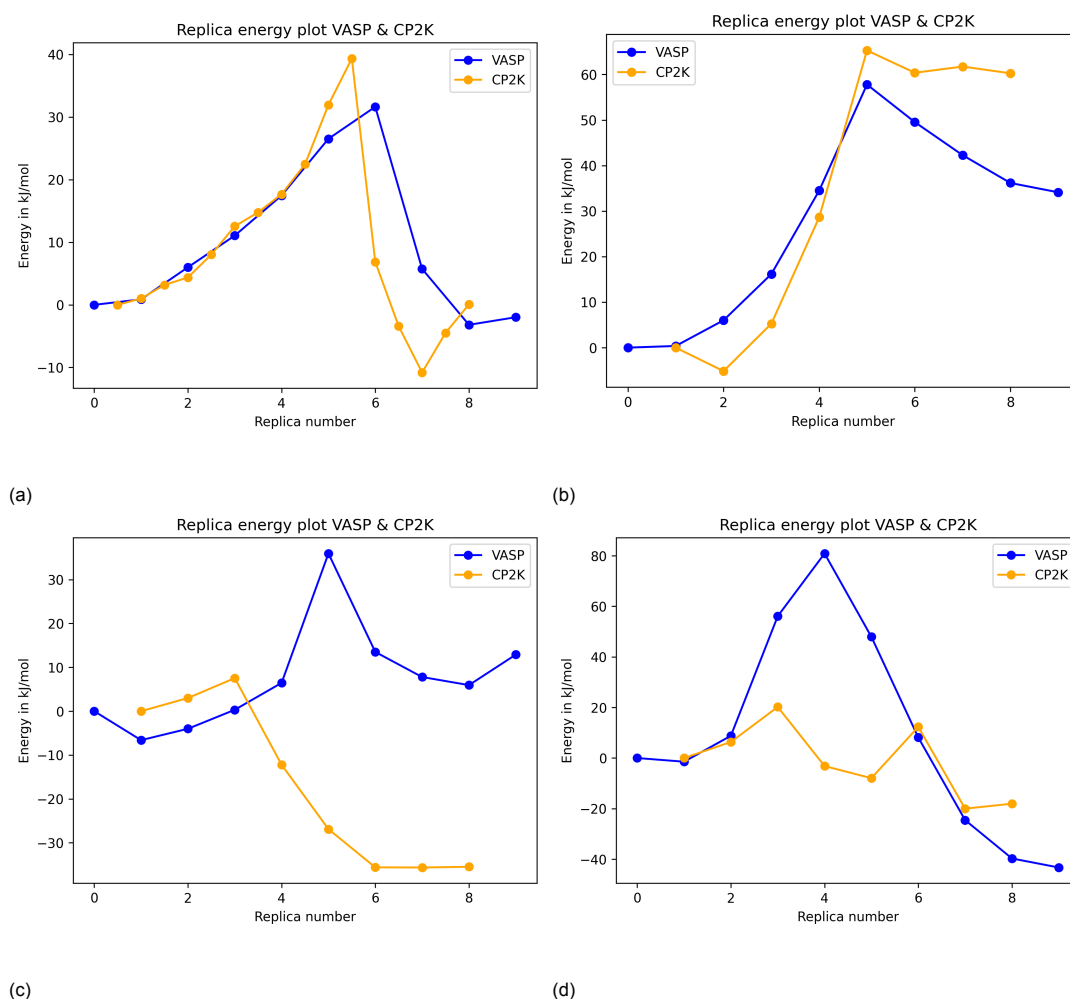 Replica energy plot VASP & CP2K
VASP
CP2K
Energy in kJ/mol
40
30
20
10
0
−10
0 2 4 6 8
Replica number
(a)
Replica energy plot VASP & CP2K
VASP
CP2K
Energy in kJ/mol
60
50
40
30
20
10
0
0 2 4 6 8
Replica number
(b)
Replica energy plot VASP & CP2K
VASP
CP2K
Energy in kJ/mol
30
20
10
0
−10
−20
−30
0 2 4 6 8
Replica number
(c)
Replica energy plot VASP & CP2K
VASP
CP2K
Energy in kJ/mol
80
60
40
20
0
−20
−40
0 2 4 6 8
Replica number
(d)